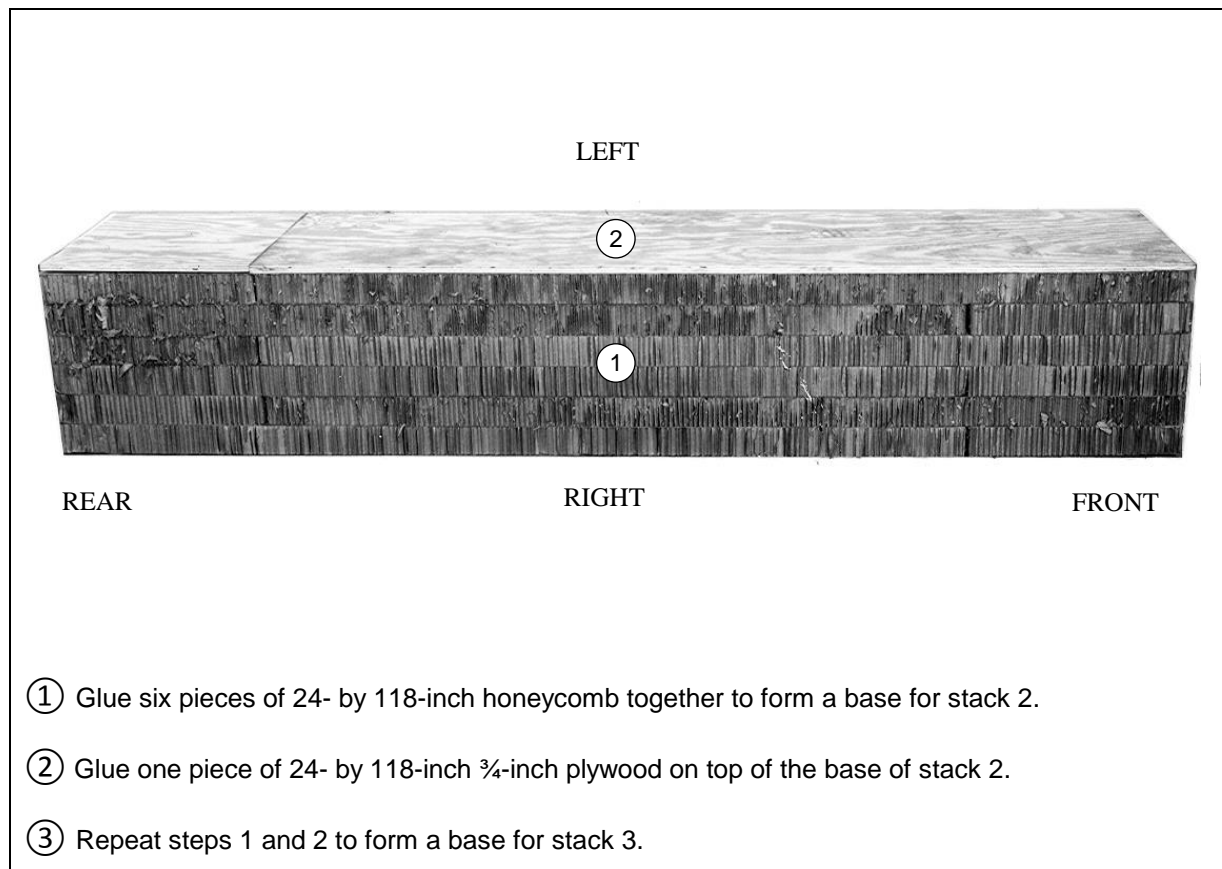 LEFT
②
①
REAR
RIGHT
FRONT
① Glue six pieces of 24- by 118-inch honeycomb together to form a base for stack 2.
② Glue one piece of 24- by 118-inch ¾-inch plywood on top of the base of stack 2.
③ Repeat steps 1 and 2 to form a base for stack 3.